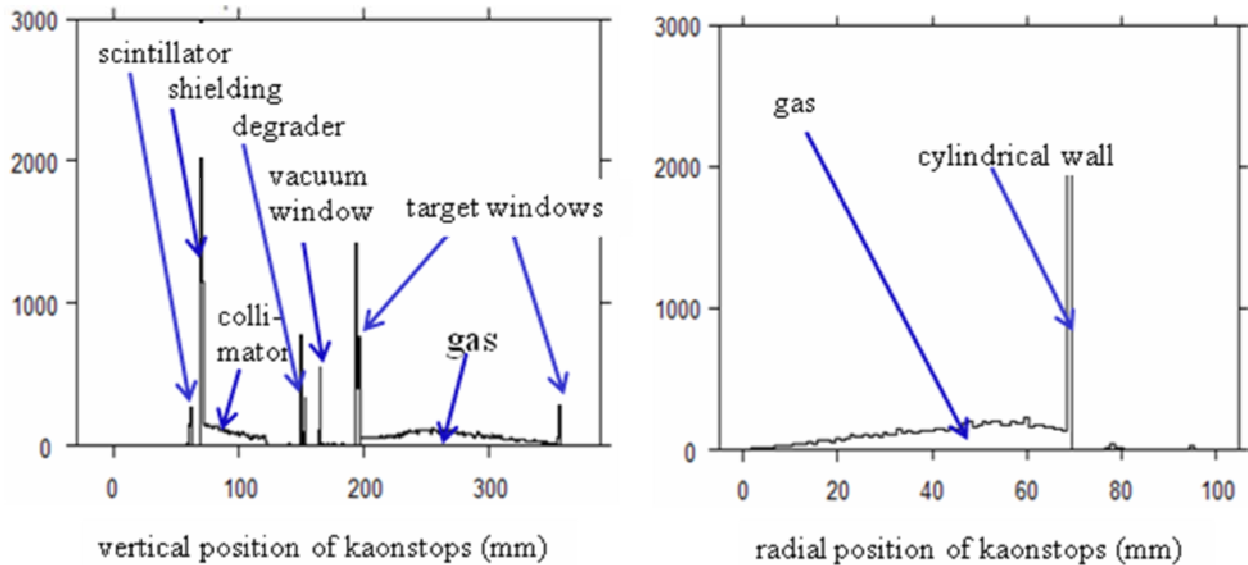 3000
2000
1000
0
scintillator
shielding
degrader
vacuum
window
target windows
colli-
mator
gas
0 100 200 300
vertical position of kaonstops (mm)
3000
2000
1000
0
gas
cylindrical wall
0 20 40 60 80 100
radial position of kaonstops (mm)